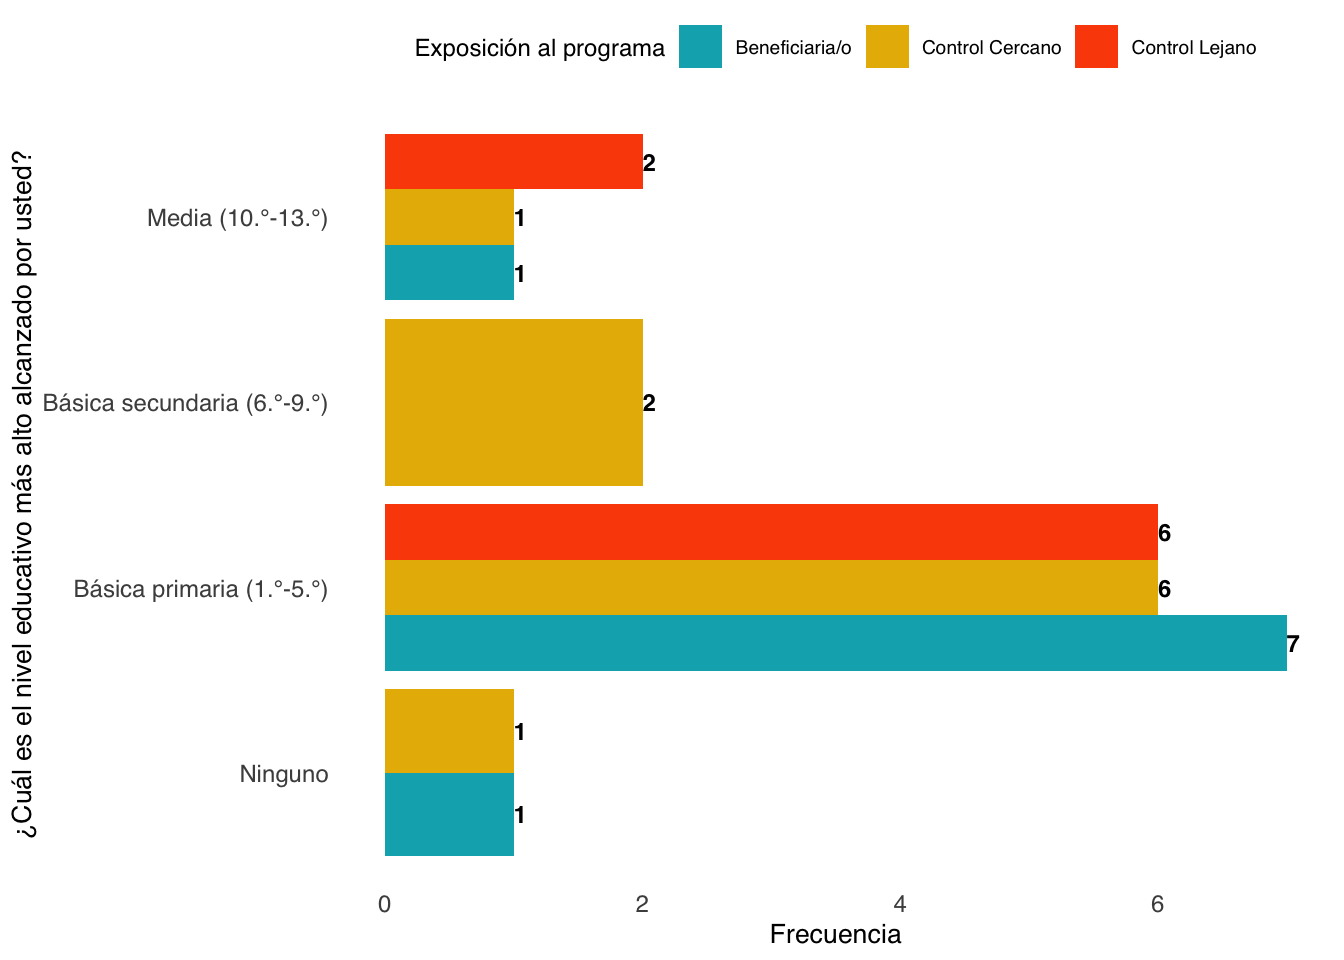 Exposición al programa Beneficiaria/o Control Cercano Control Lejano
¿Cuál es el nivel educativo más alto alcanzado por usted?
Media (10.°-13.°)
2
1
1
Básica secundaria (6.°-9.°)
2
Básica primaria (1.°-5.°)
6
6
7
Ninguno
1
1
0 2 4 6
Frecuencia